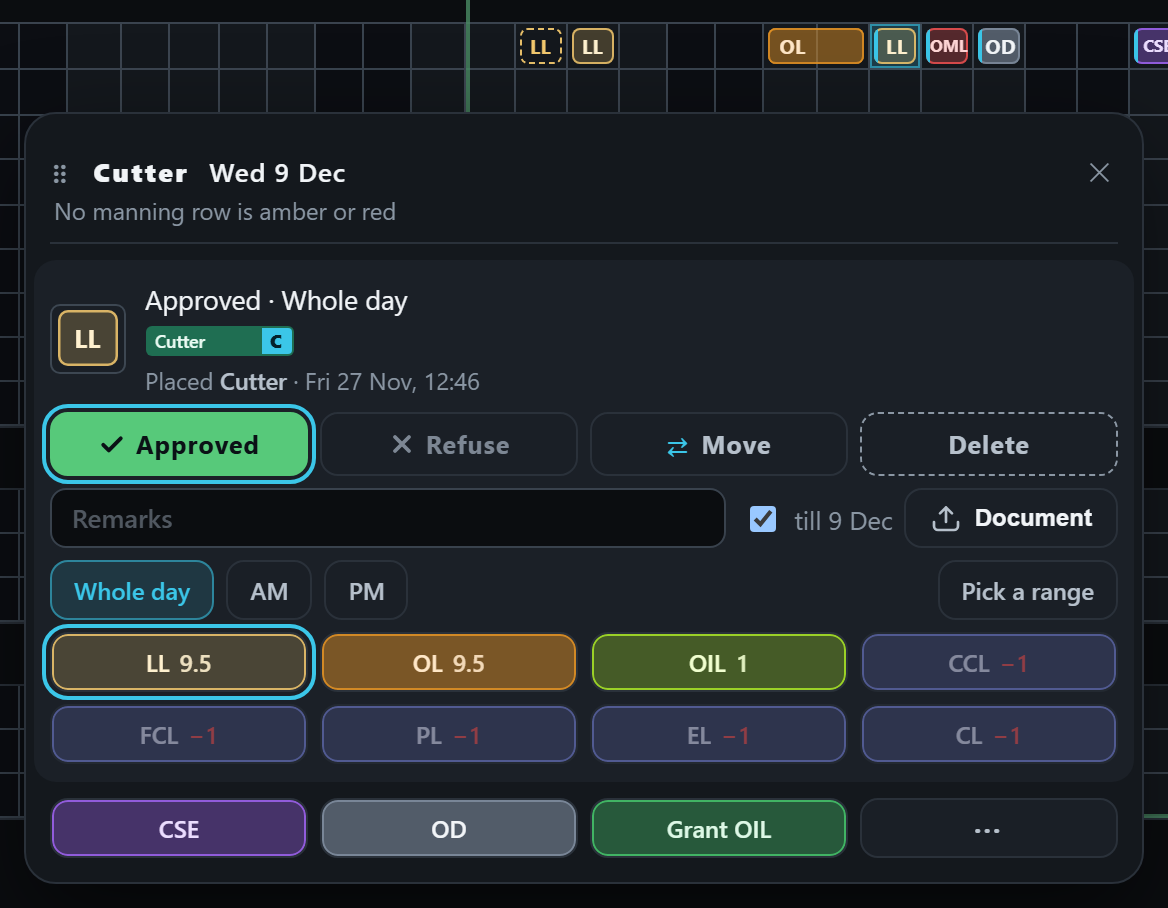 LL LL OL LL OML OD CSE
Cutter Wed 9 Dec
No manning row is amber or red
LL
Approved · Whole day
Cutter C
Placed Cutter · Fri 27 Nov, 12:46
Approved Refuse Move Delete
Remarks till 9 Dec Document
Whole day AM PM Pick a range
LL 9.5 OL 9.5 OIL 1 CCL −1
FCL −1 PL −1 EL −1 CL −1
CSE OD Grant OIL ...